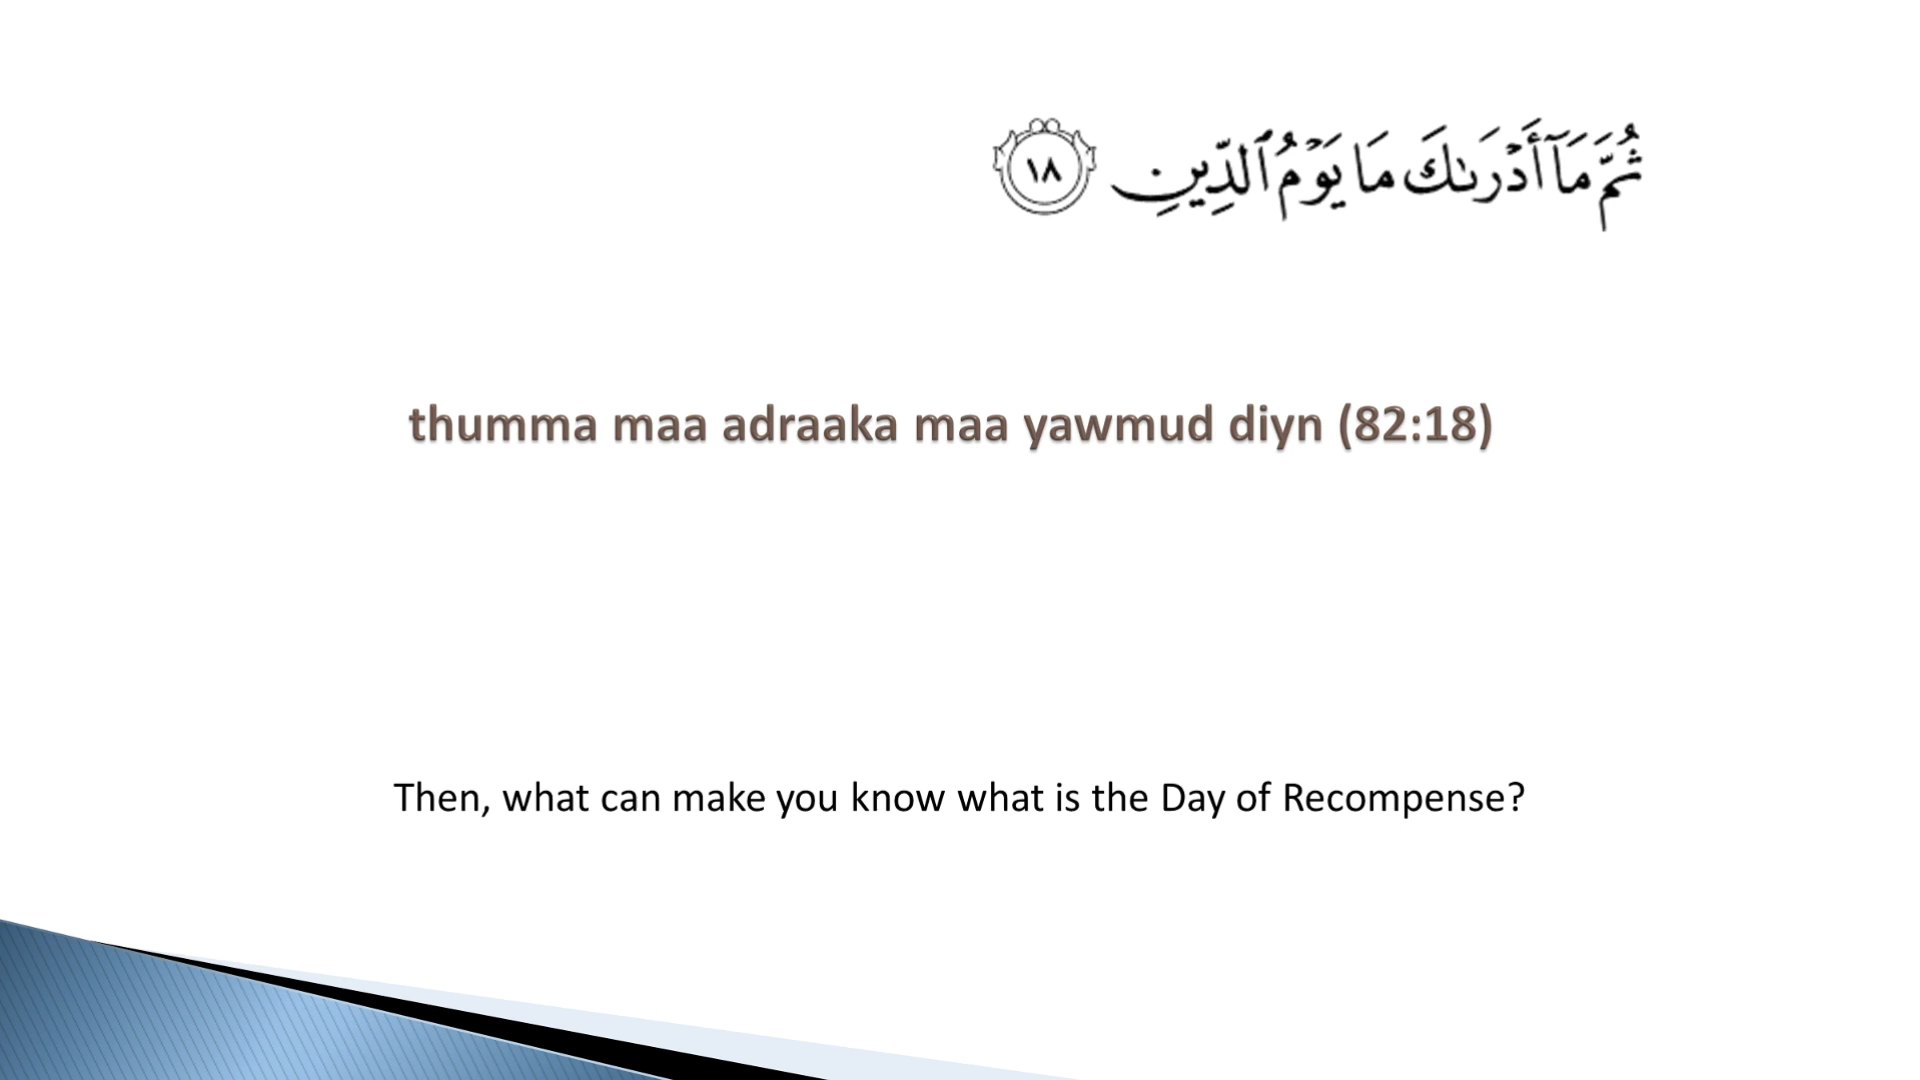 ثُمَّ مَآ أَدْرَىٰكَ مَا يَوْمُ ٱلدِّينِ ١٨
thumma maa adraaka maa yawmud diyn (82:18)
Then, what can make you know what is the Day of Recompense?